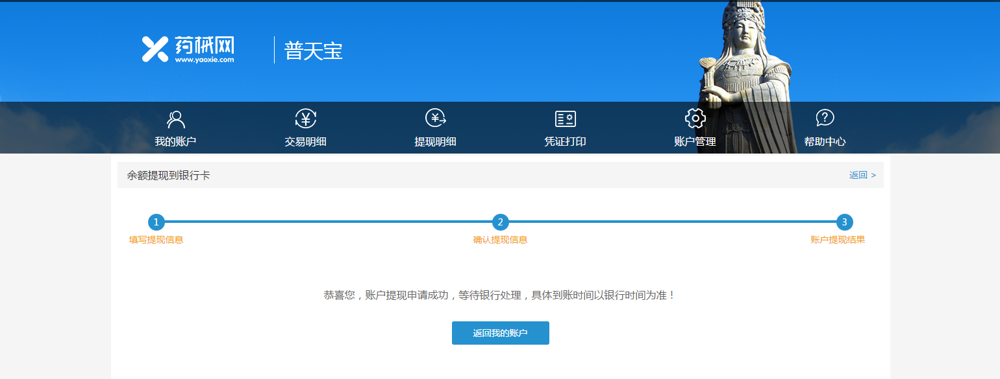 药械网
www.yaoxie.com
普天宝
我的账户
交易明细
提现明细
凭证打印
账户管理
帮助中心
余额提现到银行卡
返回 >
1
2
3
填写提现信息
确认提现信息
账户提现结果
恭喜您，账户提现申请成功，等待银行处理，具体到账时间以银行时间为准！
返回我的账户